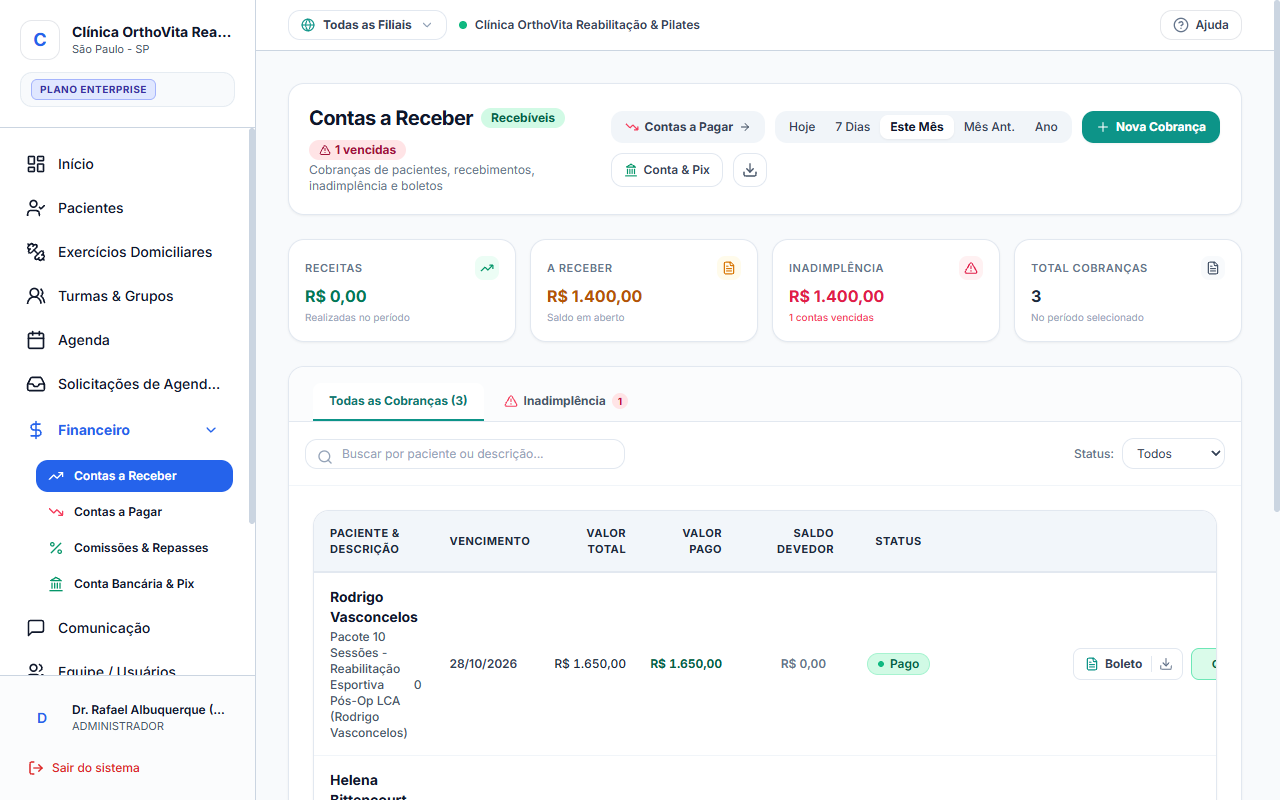 C
Clínica OrthoVita Rea...
São Paulo - SP
PLANO ENTERPRISE
Início
Pacientes
Exercícios Domiciliares
Turmas & Grupos
Agenda
Solicitações de Agend...
Financeiro
Contas a Receber
Contas a Pagar
Comissões & Repasses
Conta Bancária & Pix
Comunicação
Equipe / Usuários
D
Dr. Rafael Albuquerque (...
ADMINISTRADOR
Sair do sistema
Todas as Filiais
Clínica OrthoVita Reabilitação & Pilates
Ajuda
Contas a Receber
Recebíveis
1 vencidas
Cobranças de pacientes, recebimentos,
inadimplência e boletos
Contas a Pagar →
Hoje
7 Dias
Este Mês
Mês Ant.
Ano
+ Nova Cobrança
Conta & Pix
RECEITAS
R$ 0,00
Realizadas no período
A RECEBER
R$ 1.400,00
Saldo em aberto
INADIMPLÊNCIA
R$ 1.400,00
1 contas vencidas
TOTAL COBRANÇAS
3
No período selecionado
Todas as Cobranças (3)
Inadimplência 1
Buscar por paciente ou descrição...
Status:
Todos
PACIENTE &
DESCRIÇÃO
VENCIMENTO
VALOR
TOTAL
VALOR
PAGO
SALDO
DEVEDOR
STATUS
Rodrigo
Vasconcelos
Pacote 10
Sessões -
Reabilitação
Esportiva
Pós-Op LCA
(Rodrigo
Vasconcelos)
0
28/10/2026
R$ 1.650,00
R$ 1.650,00
R$ 0,00
Pago
Boleto
Helena
Bittencourt